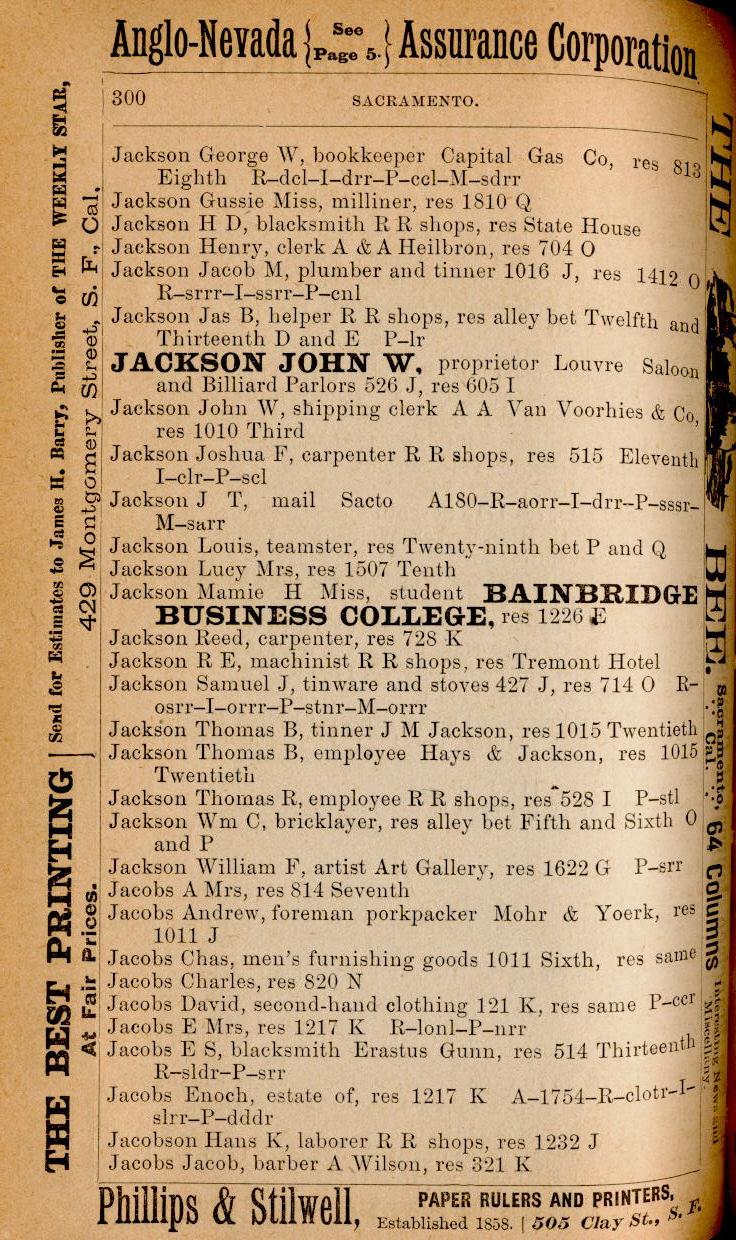 Anglo-Nevada { See Page 5. } Assurance Corporation
300 SACRAMENTO.
Jackson George W, bookkeeper Capital Gas Co, res 813
Eighth R–dcl–I–drr–P–ccl–M–sdrr
Jackson Gussie Miss, milliner, res 1810 Q
Jackson H D, blacksmith R R shops, res State House
Jackson Henry, clerk A & A Heilbron, res 704 O
Jackson Jacob M, plumber and tinner 1016 J, res 1412 O
R–srrr–I–ssrr–P–cnl
Jackson Jas B, helper R R shops, res alley bet Twelfth and
Thirteenth D and E P–lr
JACKSON JOHN W, proprietor Louvre Saloon
and Billiard Parlors 526 J, res 605 I
Jackson John W, shipping clerk A A Van Voorhies & Co,
res 1010 Third
Jackson Joshua F, carpenter R R shops, res 515 Eleventh
I–clr–P–scl
Jackson J T, mail Sacto A180–R–aorr–I–drr–P–sssr–
M–sarr
Jackson Louis, teamster, res Twenty-ninth bet P and Q
Jackson Lucy Mrs, res 1507 Tenth
Jackson Mamie H Miss, student BAINBRIDGE
BUSINESS COLLEGE, res 1226 E
Jackson Reed, carpenter, res 728 K
Jackson R E, machinist R R shops, res Tremont Hotel
Jackson Samuel J, tinware and stoves 427 J, res 714 O R–
osrr–I–orrr–P–stnr–M–orrr
Jackson Thomas B, tinner J M Jackson, res 1015 Twentieth
Jackson Thomas B, employee Hays & Jackson, res 1015
Twentieth
Jackson Thomas R, employee R R shops, res 528 I P–stl
Jackson Wm C, bricklayer, res alley bet Fifth and Sixth O
and P
Jackson William F, artist Art Gallery, res 1622 G P–srr
Jacobs A Mrs, res 814 Seventh
Jacobs Andrew, foreman porkpacker Mohr & Yoerk, res
1011 J
Jacobs Chas, men's furnishing goods 1011 Sixth, res same
Jacobs Charles, res 820 N
Jacobs David, second-hand clothing 121 K, res same P–ccr
Jacobs E Mrs, res 1217 K R–lonl–P–nrr
Jacobs E S, blacksmith Erastus Gunn, res 514 Thirteenth
R–sldr–P–srr
Jacobs Enoch, estate of, res 1217 K A–1754–R–clotr–I–
slrr–P–dddr
Jacobson Hans K, laborer R R shops, res 1232 J
Jacobs Jacob, barber A Wilson, res 321 K
Phillips & Stilwell, PAPER RULERS AND PRINTERS,
Established 1858. | 505 Clay St., S. F.
THE BEST PRINTING | Send for Estimates to James H. Barry, Publisher of THE WEEKLY STAR,
At Fair Prices. 429 Montgomery Street, S. F., Cal.
THE BEE. Sacramento, Cal. 64 Columns Interesting News and Miscellany.